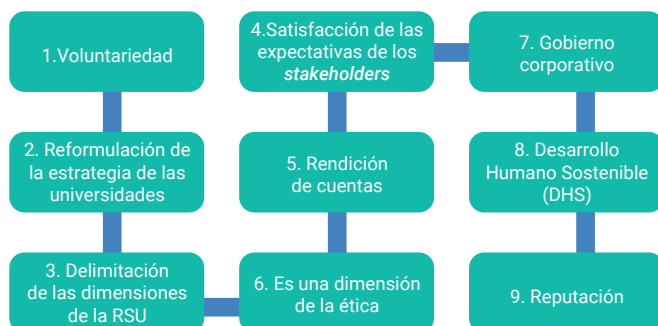 1.Voluntariedad
2. Reformulación de
la estrategia de las
universidades
3. Delimitación
de las dimensiones
de la RSU
4.Satisfacción de las
expectativas de los
stakeholders
5. Rendición
de cuentas
6. Es una dimensión
de la ética
7. Gobierno
corporativo
8. Desarrollo
Humano Sostenible
(DHS)
9. Reputación